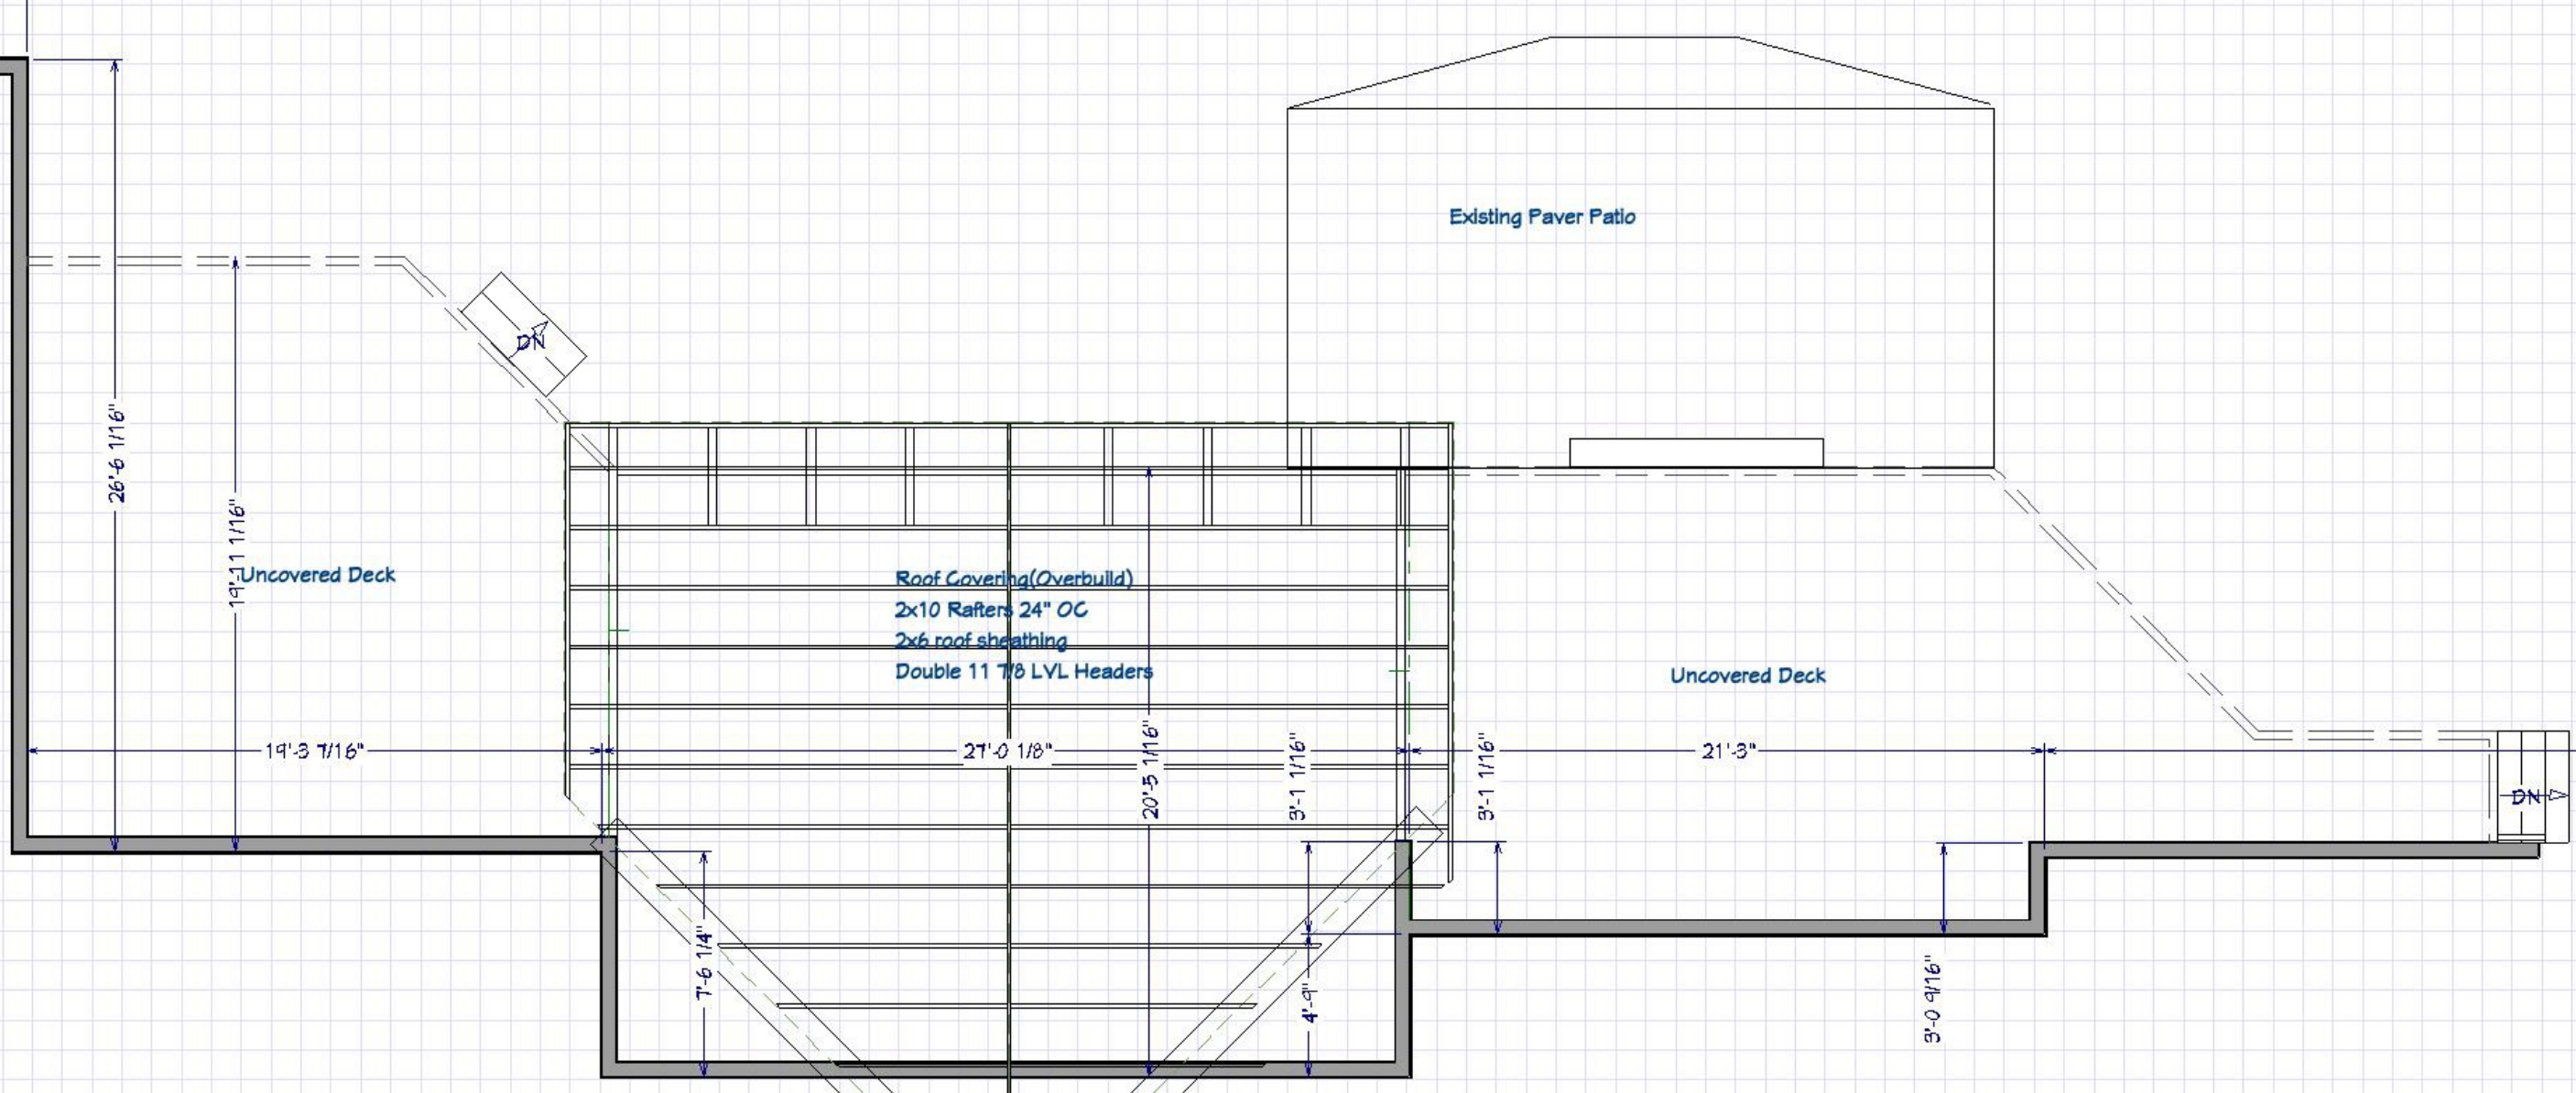 Existing Paver Patio
DN
26'-6 1/16"
19'-11 1/16"
Uncovered Deck
Roof Covering(Overbuild)
2x10 Rafters 24" OC
2x6 roof sheathing
Double 11 7/8 LVL Headers
Uncovered Deck
19'-3 7/16"
27'-0 1/8"
20'-5 1/16"
3'-1 1/16"
3'-1 1/16"
21'-3"
DN
7'-6 1/4"
4'-9"
3'-0 9/16"